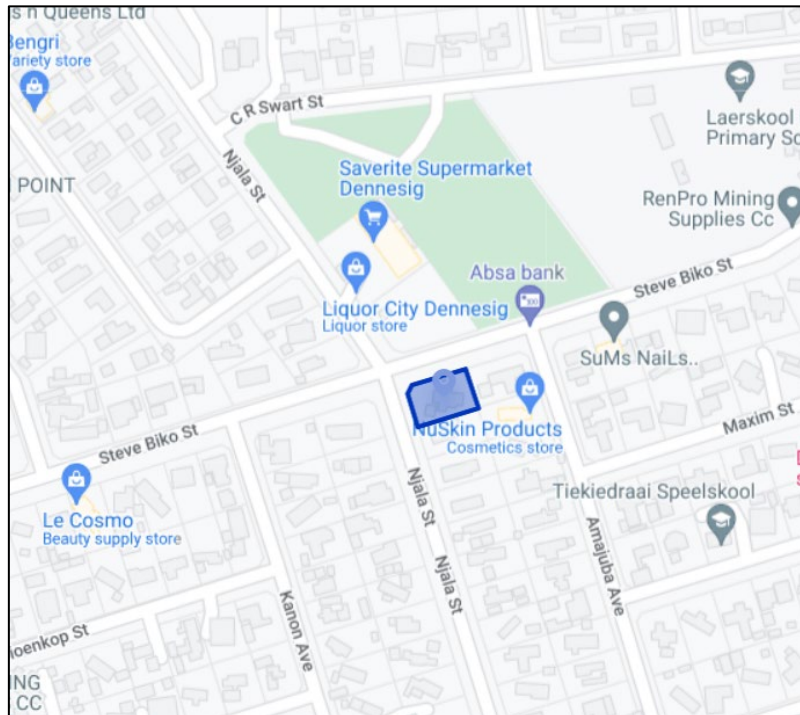 s n Queens Ltd
Bengri
Variety store
C R Swart St
Laerskool
Primary Sc
Njala St
Saverite Supermarket
Dennesig
POINT
RenPro Mining
Supplies Cc
Absa bank
Steve Biko St
Liquor City Dennesig
Liquor store
SuMs NaiLs..
NuSkin Products
Cosmetics store
Maxim St
Steve Biko St
Le Cosmo
Beauty supply store
Njala St
Tiekiedraai Speelskool
Njala St
Amajuba Ave
Kanon Ave
oenkop St
ING
CC